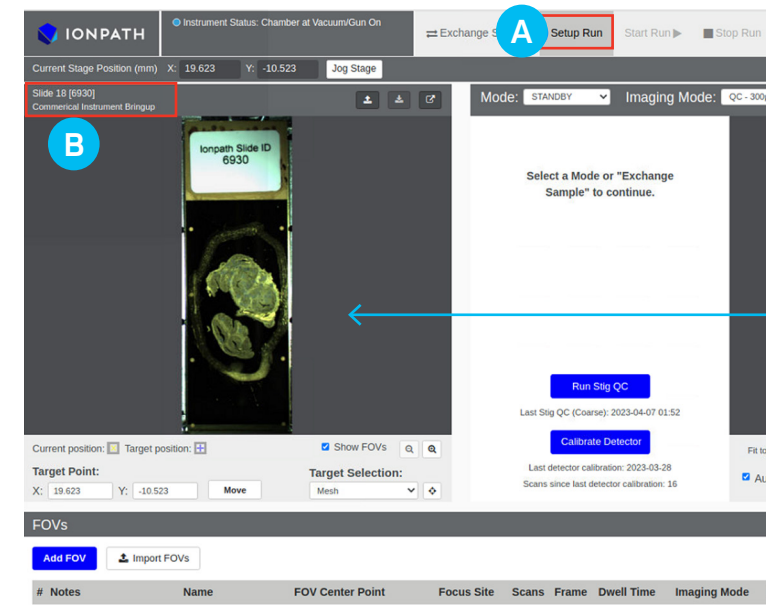 IONPATH
Instrument Status: Chamber at Vacuum/Gun On
Exchange S
A
Setup Run
Start Run
Stop Run
Current Stage Position (mm) X: 19.623 Y: -10.523 Jog Stage
Slide 18 [6930]
Commerical Instrument Bringup
B
Ionpath Slide ID
6930
Mode: STANDBY Imaging Mode: QC - 300
Select a Mode or "Exchange
Sample" to continue.
Run Stig QC
Last Stig QC (Coarse): 2023-04-07 01:52
Calibrate Detector
Last detector calibration: 2023-03-28
Scans since last detector calibration: 16
Fit to
Au
Current position: Target position: Show FOVs
Target Point:
X: 19.623 Y: -10.523 Move
Target Selection:
Mesh
FOVs
Add FOV Import FOVs
# Notes Name FOV Center Point Focus Site Scans Frame Dwell Time Imaging Mode